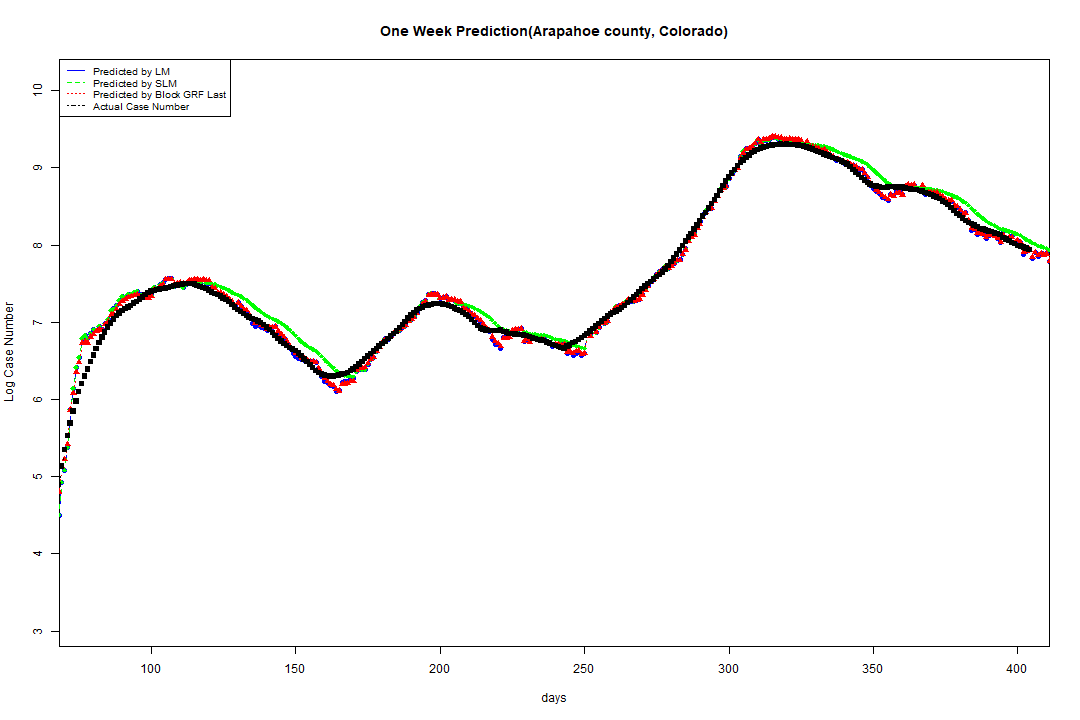 One Week Prediction(Arapahoe county, Colorado)
Predicted by LM
Predicted by SLM
Predicted by Block GRF Last
Actual Case Number
Log Case Number
10
9
8
7
6
5
4
3
100 150 200 250 300 350 400
days